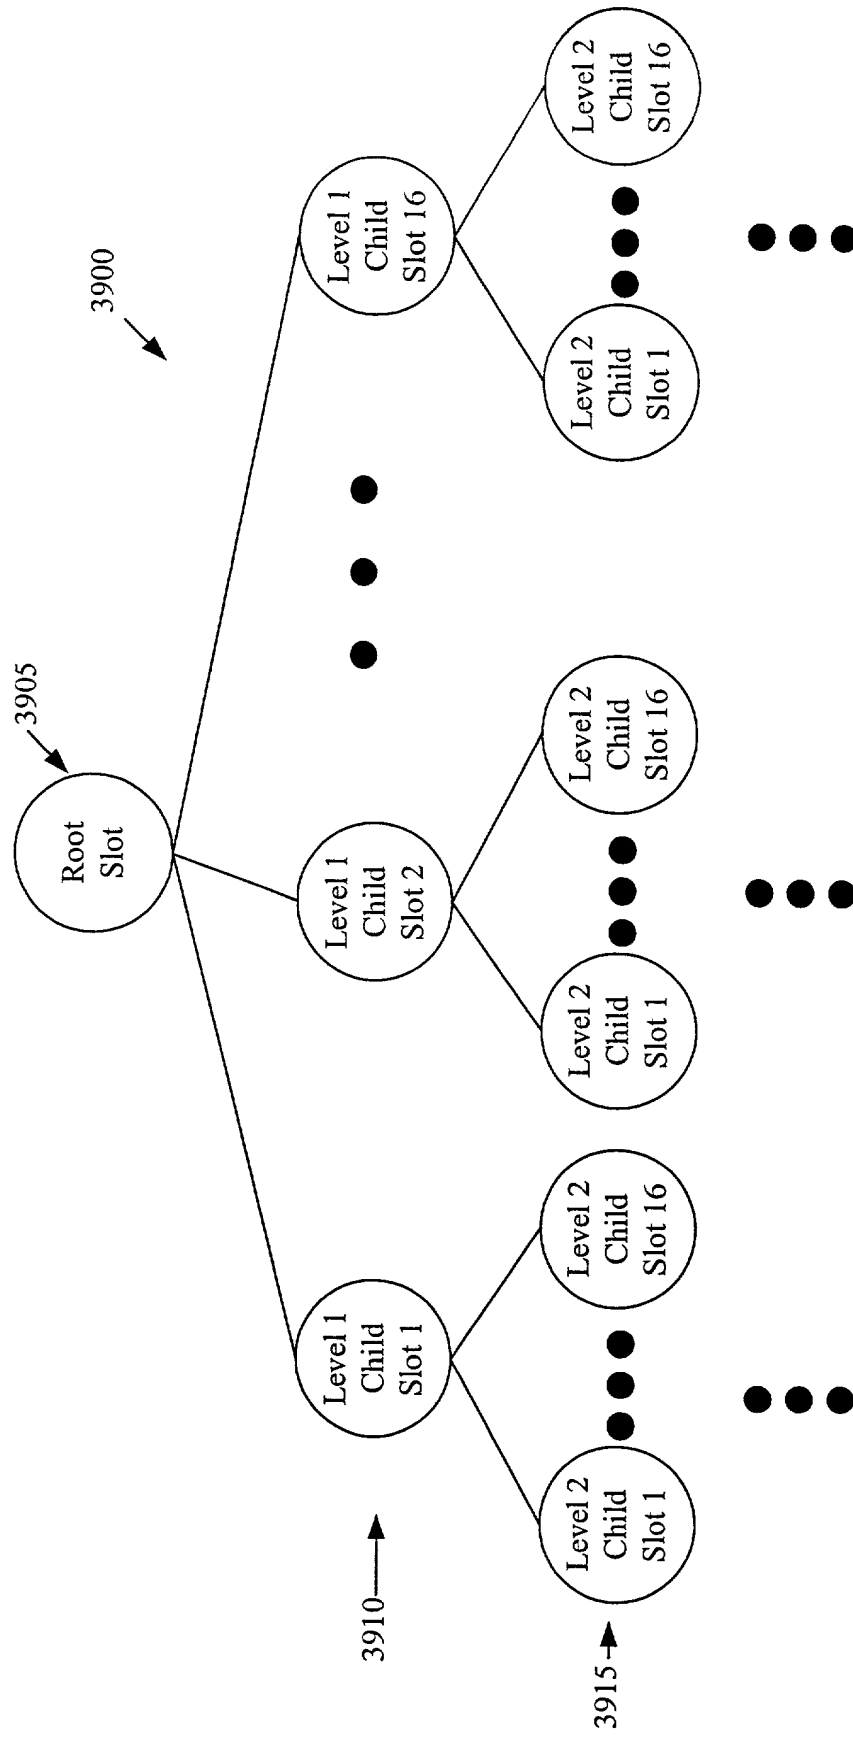 3900
3905
Root
Slot
3910
Level 1
Child
Slot 1
Level 1
Child
Slot 2
Level 1
Child
Slot 16
3915
Level 2
Child
Slot 1
Level 2
Child
Slot 16
Level 2
Child
Slot 1
Level 2
Child
Slot 16
Level 2
Child
Slot 1
Level 2
Child
Slot 16